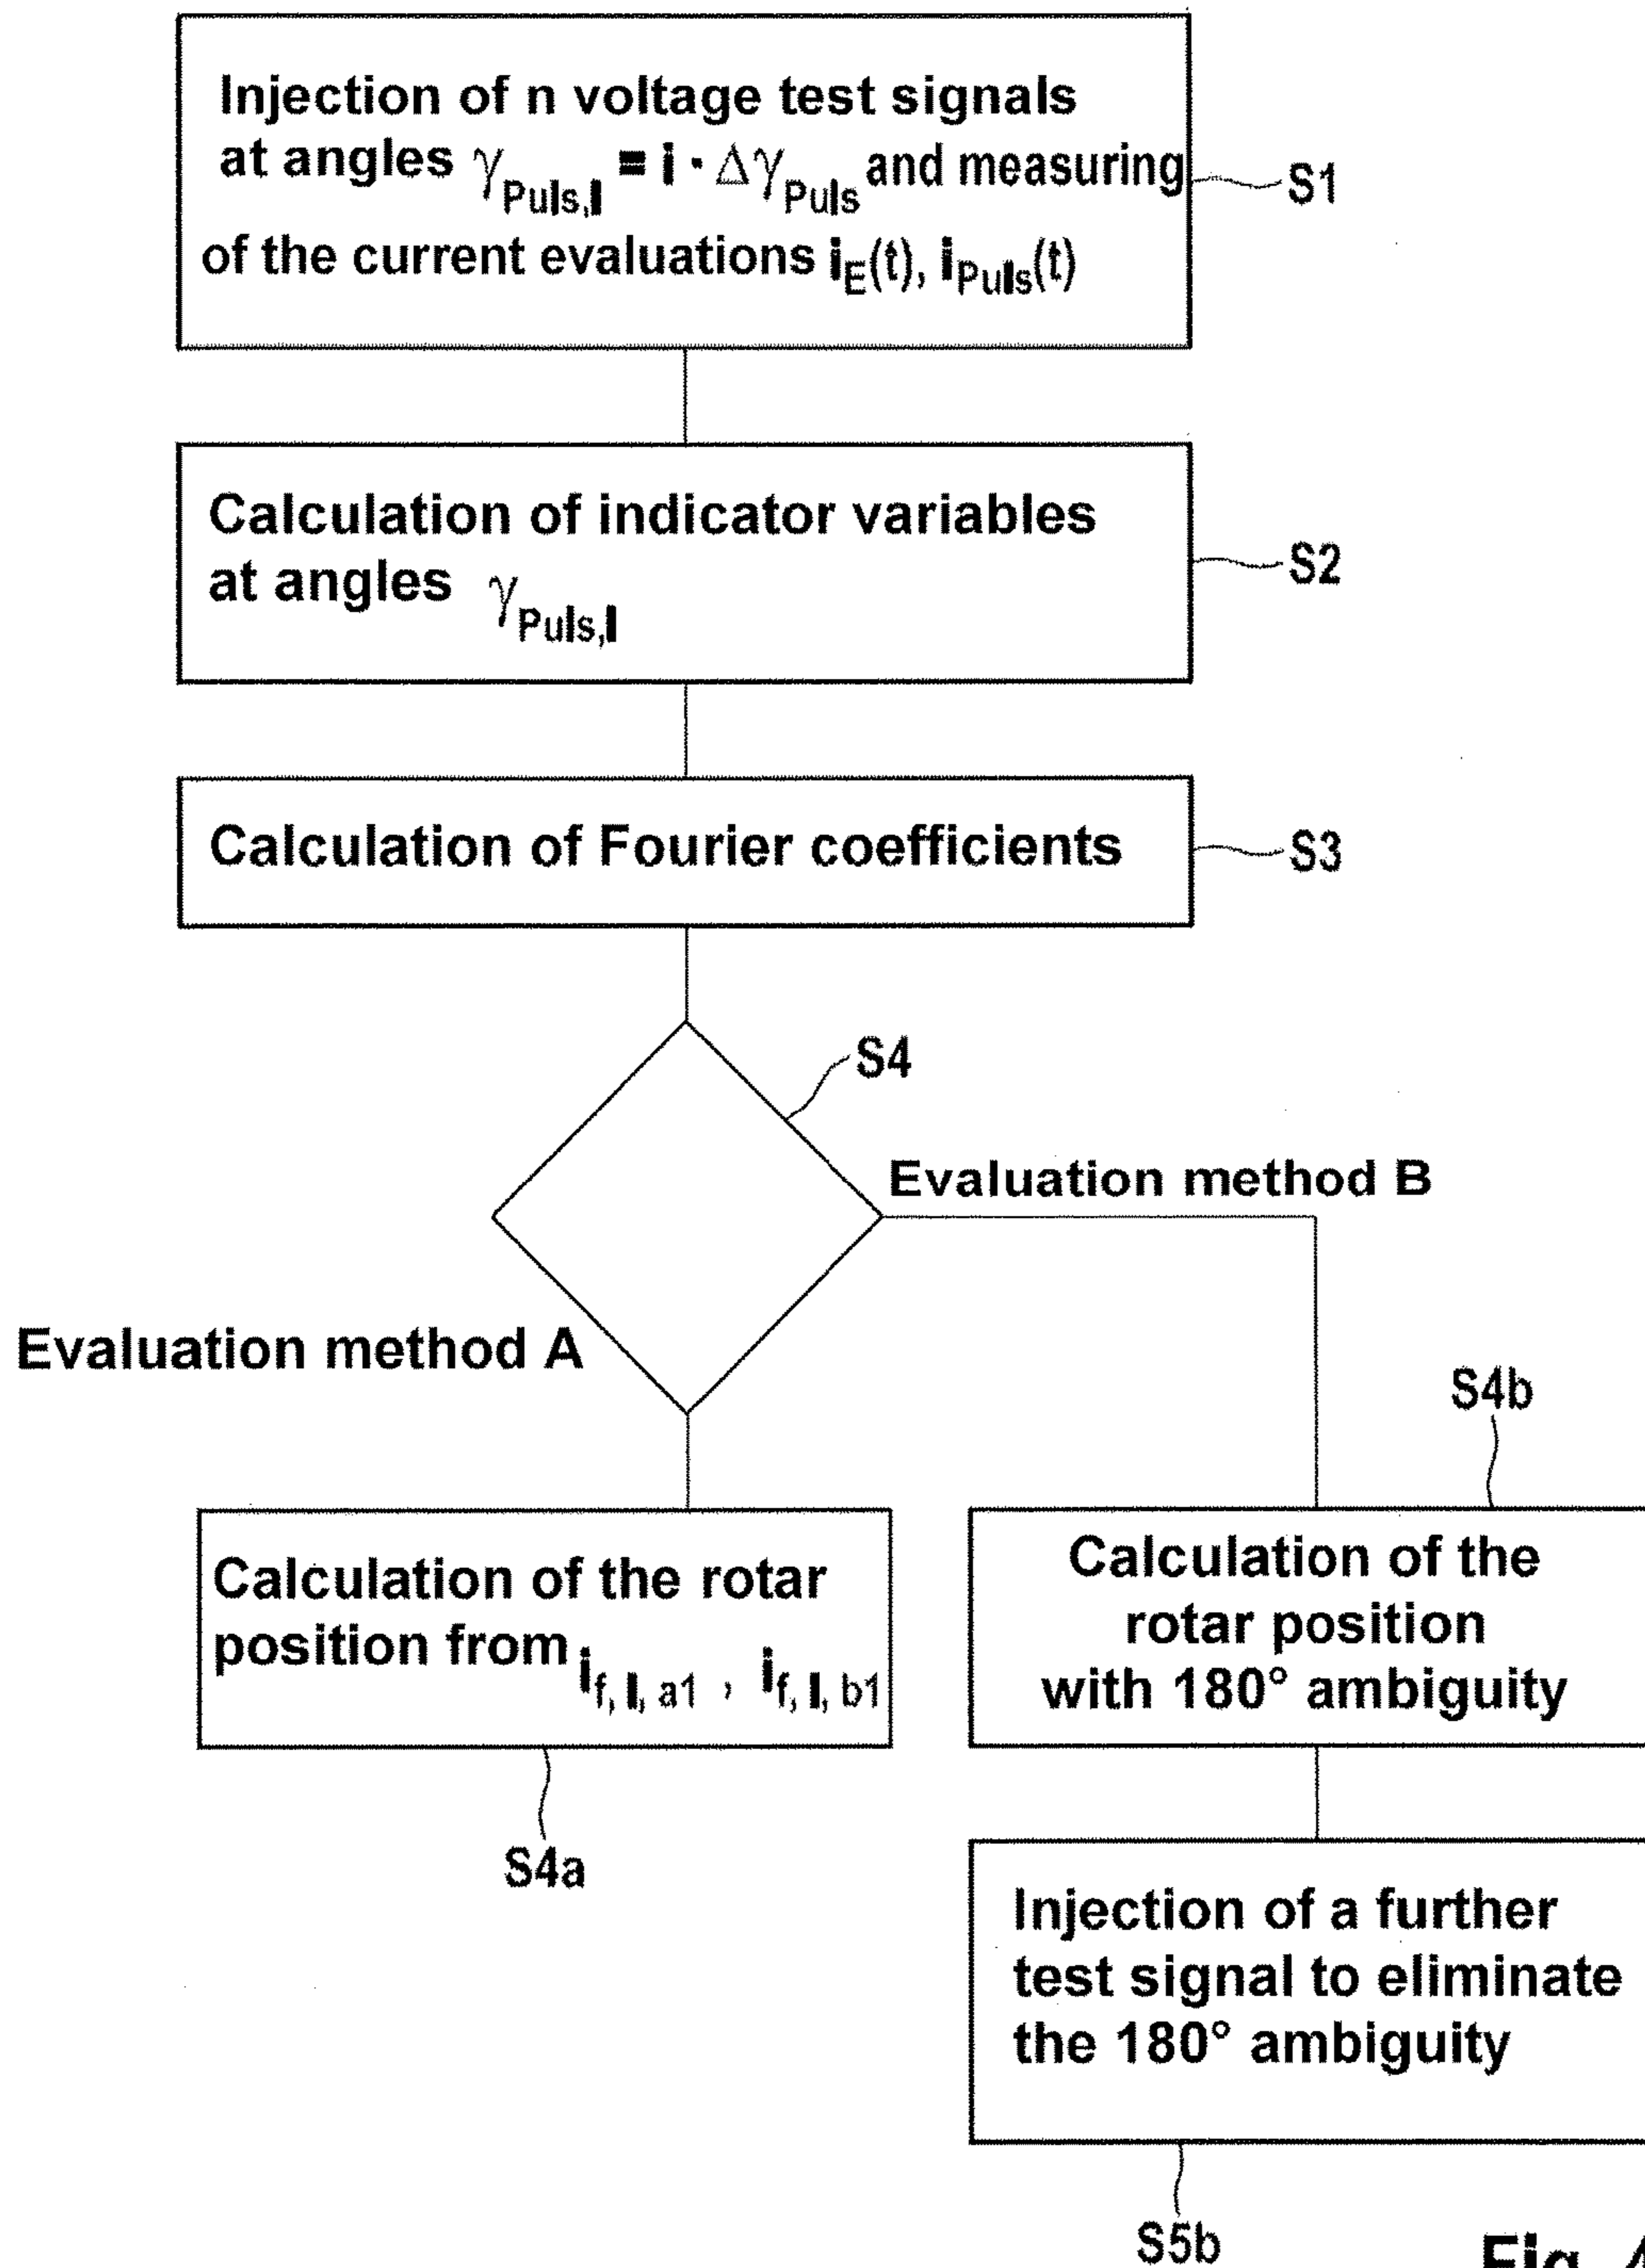 Injection of n voltage test signals
at angles γPuls,I = i · ΔγPuls and measuring
of the current evaluations iE(t), iPuls(t)
S1
Calculation of indicator variables
at angles γPuls,I
S2
Calculation of Fourier coefficients
S3
S4
Evaluation method B
Evaluation method A
S4b
Calculation of the rotar
position from if, I, a1 , if, I, b1
S4a
Calculation of the
rotar position
with 180° ambiguity
Injection of a further
test signal to eliminate
the 180° ambiguity
S5b
Fig. 4